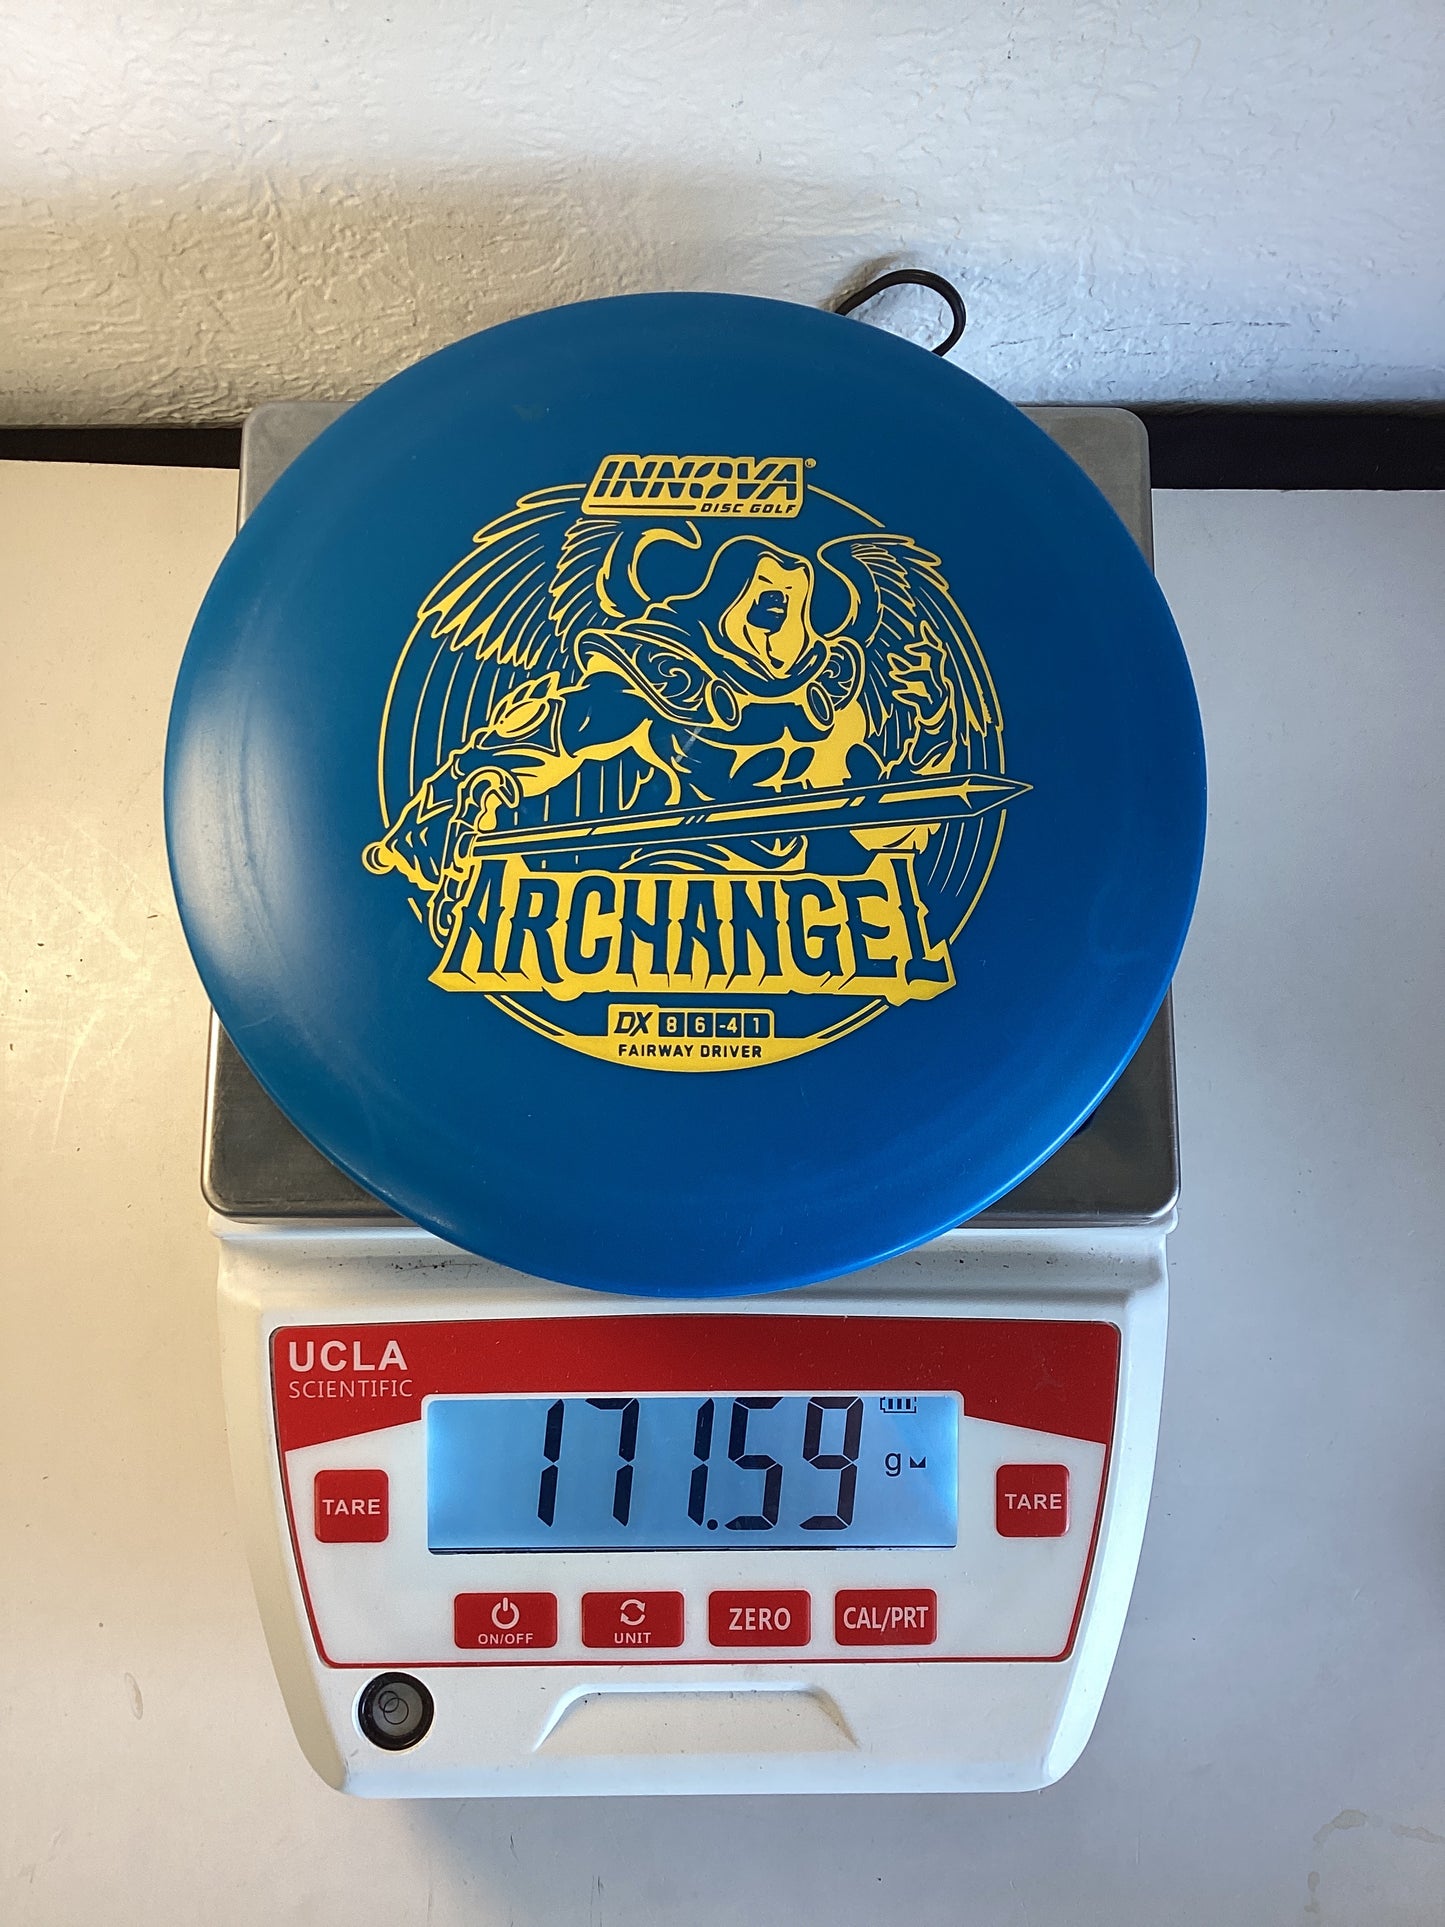 INNOVA®
DISC GOLF
ARCHANGEL
DX 8 6 -4 1
FAIRWAY DRIVER
UCLA
SCIENTIFIC
171.59 g
TARE
TARE
ON/OFF
UNIT
ZERO
CAL/PRT